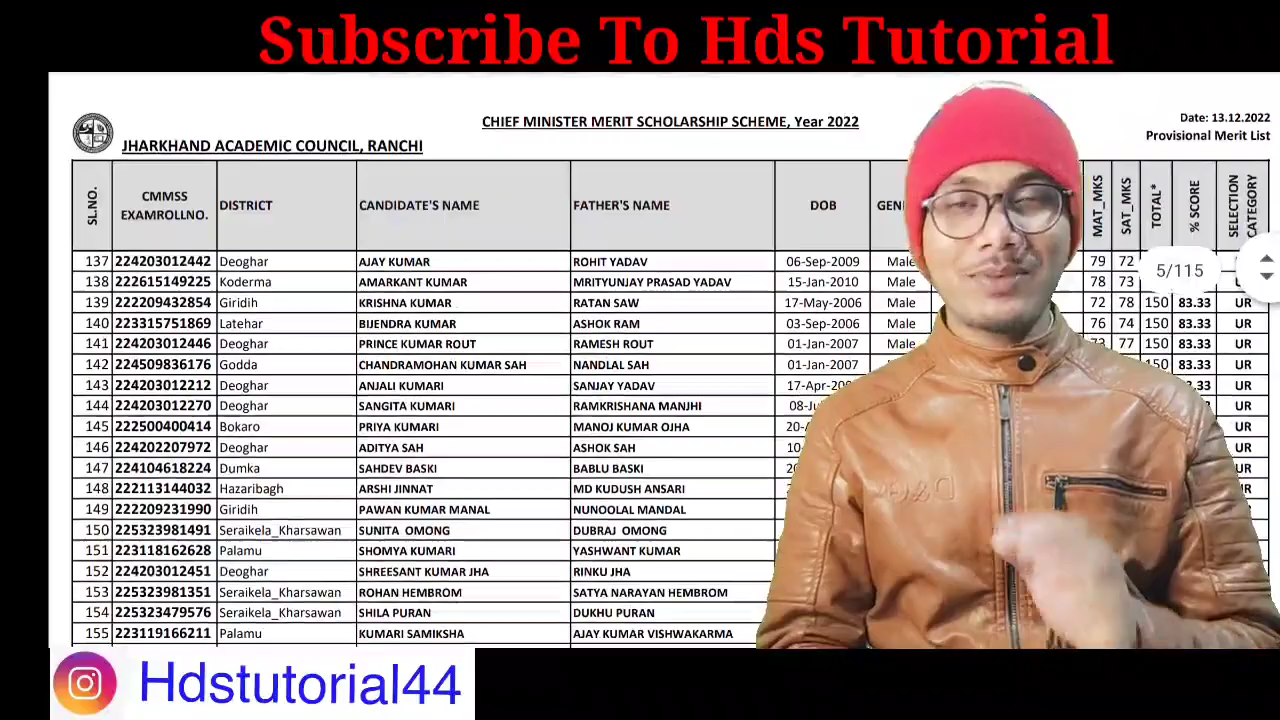 Subscribe To Hds Tutorial
CHIEF MINISTER MERIT SCHOLARSHIP SCHEME, Year 2022
Date: 13.12.2022
JHARKHAND ACADEMIC COUNCIL, RANCHI
Provisional Merit List
SL.NO. CMMSS EXAMROLLNO. DISTRICT CANDIDATE'S NAME FATHER'S NAME DOB MAT_MKS SAT_MKS TOTAL* % SCORE SELECTION CATEGORY
137 224203012442 Deoghar AJAY KUMAR ROHIT YADAV 06-Sep-2009 Male 79 72
5/115
138 222615149225 Koderma AMARKANT KUMAR MRITYUNJAY PRASAD YADAV 15-Jan-2010 Male 78 73
139 222209432854 Giridih KRISHNA KUMAR RATAN SAW 17-May-2006 Male 72 78 150 83.33 UR
140 223315751869 Latehar BIJENDRA KUMAR ASHOK RAM 03-Sep-2006 Male 76 74 150 83.33 UR
141 224203012446 Deoghar PRINCE KUMAR ROUT RAMESH ROUT 01-Jan-2007 Male 77 150 83.33 UR
142 224509836176 Godda CHANDRAMOHAN KUMAR SAH NANDLAL SAH 01-Jan-2007 150 83.33 UR
143 224203012212 Deoghar ANJALI KUMARI SANJAY YADAV 17-Apr-200 UR
144 224203012270 Deoghar SANGITA KUMARI RAMKRISHANA MANJHI UR
145 222500400414 Bokaro PRIYA KUMARI MANOJ KUMAR OJHA UR
146 224202207972 Deoghar ADITYA SAH ASHOK SAH UR
147 224104618224 Dumka SAHDEV BASKI BABLU BASKI UR
148 222113144032 Hazaribagh ARSHI JINNAT MD KUDUSH ANSARI
149 222209231990 Giridih PAWAN KUMAR MANAL NUNOOLAL MANDAL
150 225323981491 Seraikela_Kharsawan SUNITA OMONG DUBRAJ OMONG
151 223118162628 Palamu SHOMYA KUMARI YASHWANT KUMAR
152 224203012451 Deoghar SHREESANT KUMAR JHA RINKU JHA
153 225323981351 Seraikela_Kharsawan ROHAN HEMBROM SATYA NARAYAN HEMBROM
154 225323479576 Seraikela_Kharsawan SHILA PURAN DUKHU PURAN
155 223119166211 Palamu KUMARI SAMIKSHA AJAY KUMAR VISHWAKARMA
Hdstutorial44